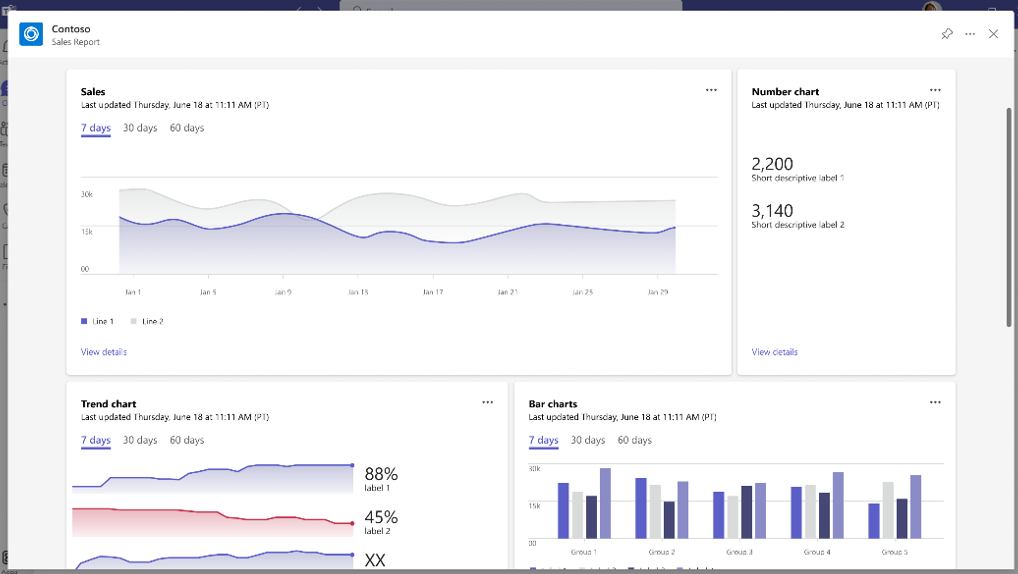 Contoso
Sales Report
Sales
Last updated Thursday, June 18 at 11:11 AM (PT)
7 days 30 days 60 days
30k
15k
00
Jan 1 Jan 5 Jan 9 Jan 13 Jan 17 Jan 21 Jan 25 Jan 29
Line 1 Line 2
View details
Number chart
Last updated Thursday, June 18 at 11:11 AM (PT)
2,200
Short descriptive label 1
3,140
Short descriptive label 2
View details
Trend chart
Last updated Thursday, June 18 at 11:11 AM (PT)
7 days 30 days 60 days
88%
label 1
45%
label 2
XX
Bar charts
Last updated Thursday, June 18 at 11:11 AM (PT)
7 days 30 days 60 days
30k
15k
00
Group 1 Group 2 Group 3 Group 4 Group 5